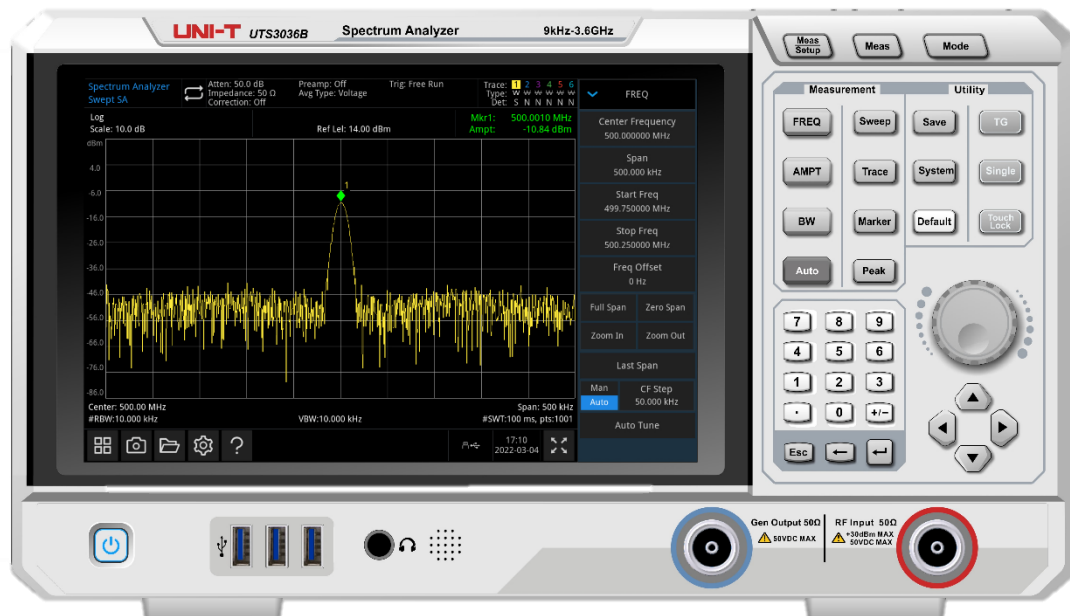 UNI-T UTS3036B Spectrum Analyzer 9kHz-3.6GHz
Meas Setup
Meas
Mode
Spectrum Analyzer
Swept SA
Atten: 50.0 dB
Impedance: 50 Ω
Correction: Off
Preamp: Off
Avg Type: Voltage
Trig: Free Run
Trace: 1 2 3 4 5 6
Type: W W W W W W
Det: S N N N N N
Log
Scale: 10.0 dB
Ref Lel: 14.00 dBm
Mkr1: 500.0010 MHz
Ampt: -10.84 dBm
dBm
4.0
-6.0
-16.0
-26.0
-36.0
-46.0
-56.0
-66.0
-76.0
-86.0
1
Center: 500.00 MHz
#RBW:10.000 kHz
VBW:10.000 kHz
Span: 500 kHz
#SWT:100 ms, pts:1001
17:10
2022-03-04
FREQ
Center Frequency
500.000000 MHz
Span
500.000 kHz
Start Freq
499.750000 MHz
Stop Freq
500.250000 MHz
Freq Offset
0 Hz
Full Span
Zero Span
Zoom In
Zoom Out
Last Span
Man
Auto
CF Step
50.000 kHz
Auto Tune
Measurement
Utility
FREQ
Sweep
Save
TG
AMPT
Trace
System
Single
BW
Marker
Default
Touch Lock
Auto
Peak
7 8 9
4 5 6
1 2 3
. 0 +/-
Esc
Gen Output 50Ω
50VDC MAX
RF Input 50Ω
+30dBm MAX
50VDC MAX